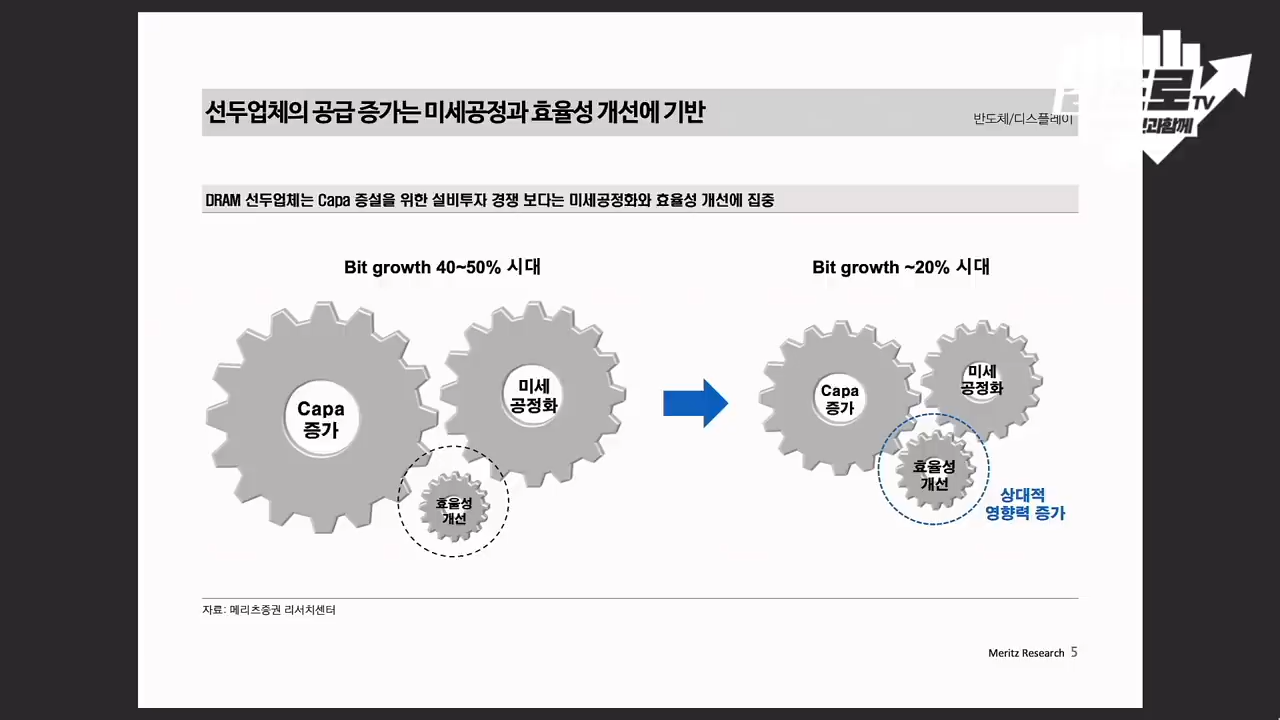 선두업체의 공급 증가는 미세공정과 효율성 개선에 기반
반도체/디스플레이
TV
DRAM 선두업체는 Capa 증설을 위한 설비투자 경쟁 보다는 미세공정화와 효율성 개선에 집중
Bit growth 40~50% 시대
Bit growth ~20% 시대
Capa
증가
미세
공정화
효율성
개선
Capa
증가
미세
공정화
효율성
개선
상대적
영향력 증가
자료: 메리츠증권 리서치센터
Meritz Research 5